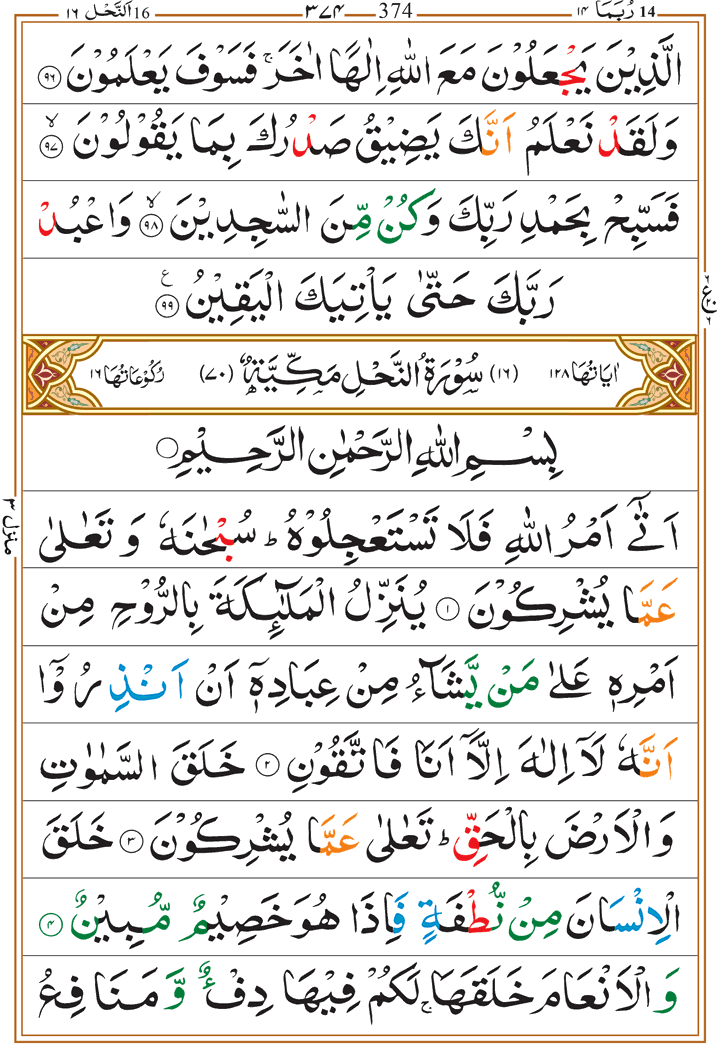 16 اَلنَّحْل ١٦ ٣٧٤ 374 رُبَمَا ١٤ 14
الَّذِيْنَ يَجْعَلُوْنَ مَعَ اللّٰهِ اِلٰهًا اٰخَرَ ۚ فَسَوْفَ يَعْلَمُوْنَ ﴿٩٦﴾
وَلَقَدْ نَعْلَمُ اَنَّكَ يَضِيْقُ صَدْرُكَ بِمَا يَقُوْلُوْنَ ۙ﴿٩٧﴾
فَسَبِّحْ بِحَمْدِ رَبِّكَ وَكُنْ مِّنَ السّٰجِدِيْنَ ۙ﴿٩٨﴾ وَاعْبُدْ
رَبَّكَ حَتّٰى يَاْتِيَكَ الْيَقِيْنُ ﴿٩٩﴾ ع
اٰيَاتُهَا ١٢٨ (١٦) سُوْرَةُ النَّحْلِ مَكِّيَّةٌ (٧٠) رُكُوْعَاتُهَا ١٦
بِسْمِ اللّٰهِ الرَّحْمٰنِ الرَّحِيْمِ
اَتٰۤى اَمْرُ اللّٰهِ فَلَا تَسْتَعْجِلُوْهُ ؕ سُبْحٰنَهٗ وَ تَعٰلٰى
منزل ٣
عَمَّا يُشْرِكُوْنَ ﴿١﴾ يُنَزِّلُ الْمَلٰٓئِكَةَ بِالرُّوْحِ مِنْ
اَمْرِهٖ عَلٰى مَنْ يَّشَآءُ مِنْ عِبَادِهٖۤ اَنْ اَنْذِرُوْۤا
اَنَّهٗ لَاۤ اِلٰهَ اِلَّاۤ اَنَا فَاتَّقُوْنِ ﴿٢﴾ خَلَقَ السَّمٰوٰتِ
وَالْاَرْضَ بِالْحَقِّ ؕ تَعٰلٰى عَمَّا يُشْرِكُوْنَ ﴿٣﴾ خَلَقَ
الْاِنْسَانَ مِنْ نُّطْفَةٍ فَاِذَا هُوَ خَصِيْمٌ مُّبِيْنٌ ﴿٤﴾
وَالْاَنْعَامَ خَلَقَهَا ۚ لَكُمْ فِيْهَا دِفْءٌ وَّ مَنَافِعُ